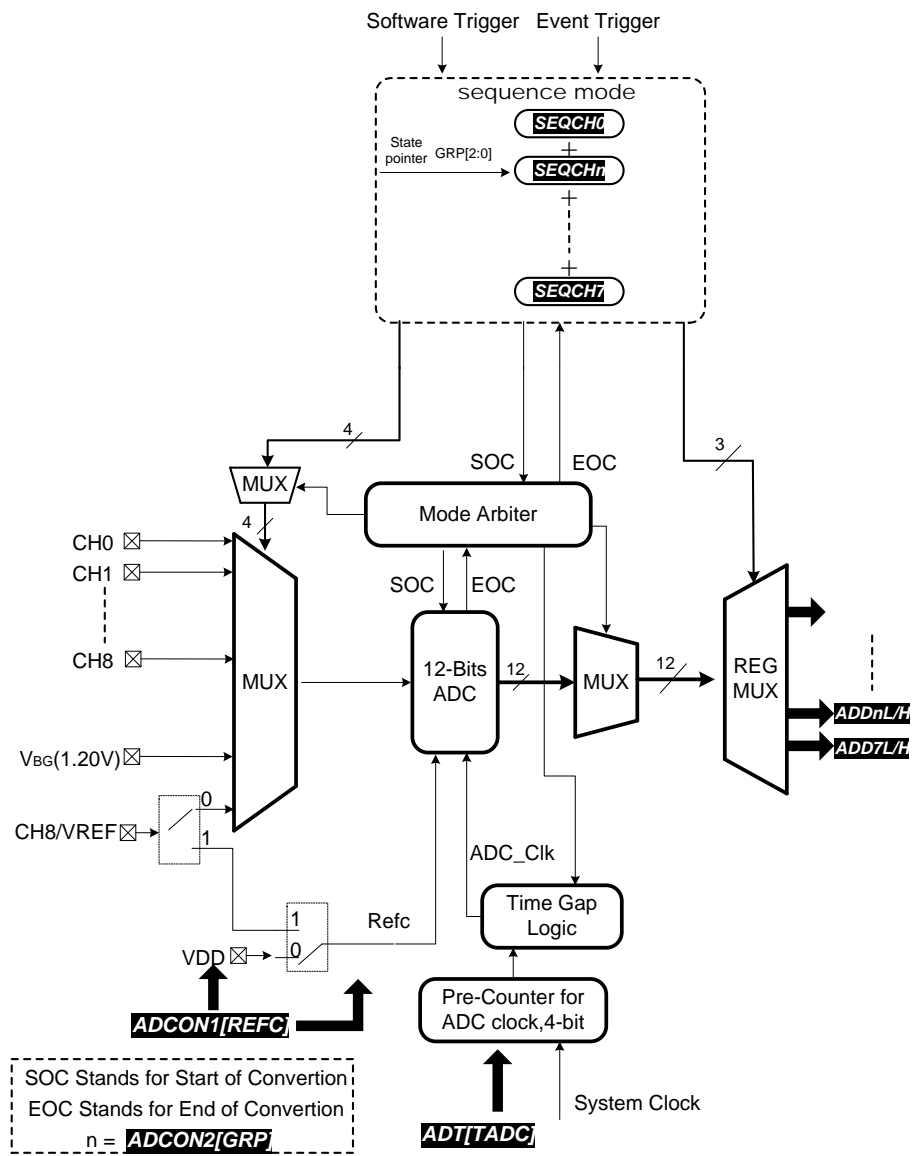 Software Trigger Event Trigger
sequence mode
SEQCH0
State
pointer GRP[2:0]
SEQCHn
SEQCH7
4
3
SOC EOC
MUX
Mode Arbiter
4
CH0
CH1
SOC EOC
CH8
MUX
12-Bits
ADC
12
MUX
12
REG
MUX
ADDnL/H
VBG(1.20V)
ADD7L/H
0
CH8/VREF
1
ADC_Clk
1
Refc
Time Gap
Logic
VDD
0
Pre-Counter for
ADC clock,4-bit
ADCON1[REFC]
SOC Stands for Start of Convertion
EOC Stands for End of Convertion
n = ADCON2[GRP]
System Clock
ADT[TADC]